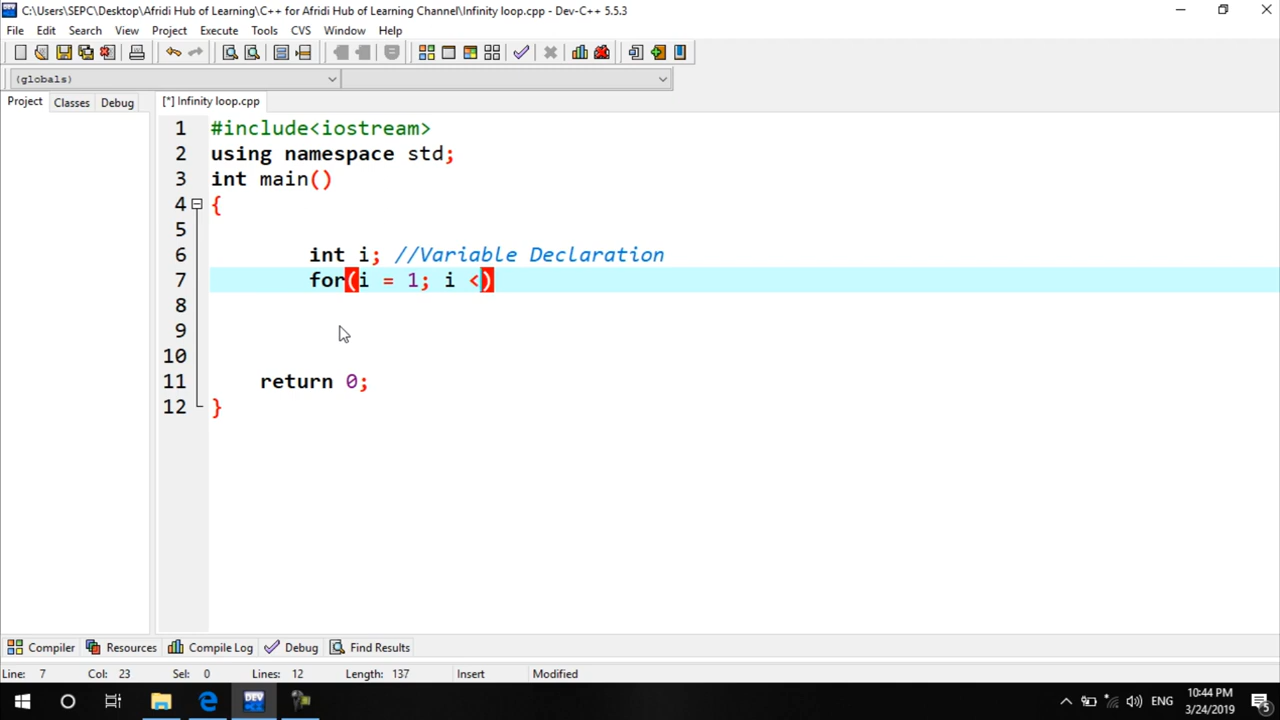 C:\Users\SEPC\Desktop\Afridi Hub of Learning\C++ for Afridi Hub of Learning Channel\Infinity loop.cpp - Dev-C++ 5.5.3
File Edit Search View Project Execute Tools CVS Window Help
(globals)
Project Classes Debug [*] Infinity loop.cpp
1 #include<iostream>
2 using namespace std;
3 int main()
4 {
5
6 int i; //Variable Declaration
7 for(i = 1; i <)
8
9
10
11 return 0;
12 }
Compiler Resources Compile Log Debug Find Results
Line: 7 Col: 23 Sel: 0 Lines: 12 Length: 137 Insert Modified
DEV ENG 10:44 PM
3/24/2019 5